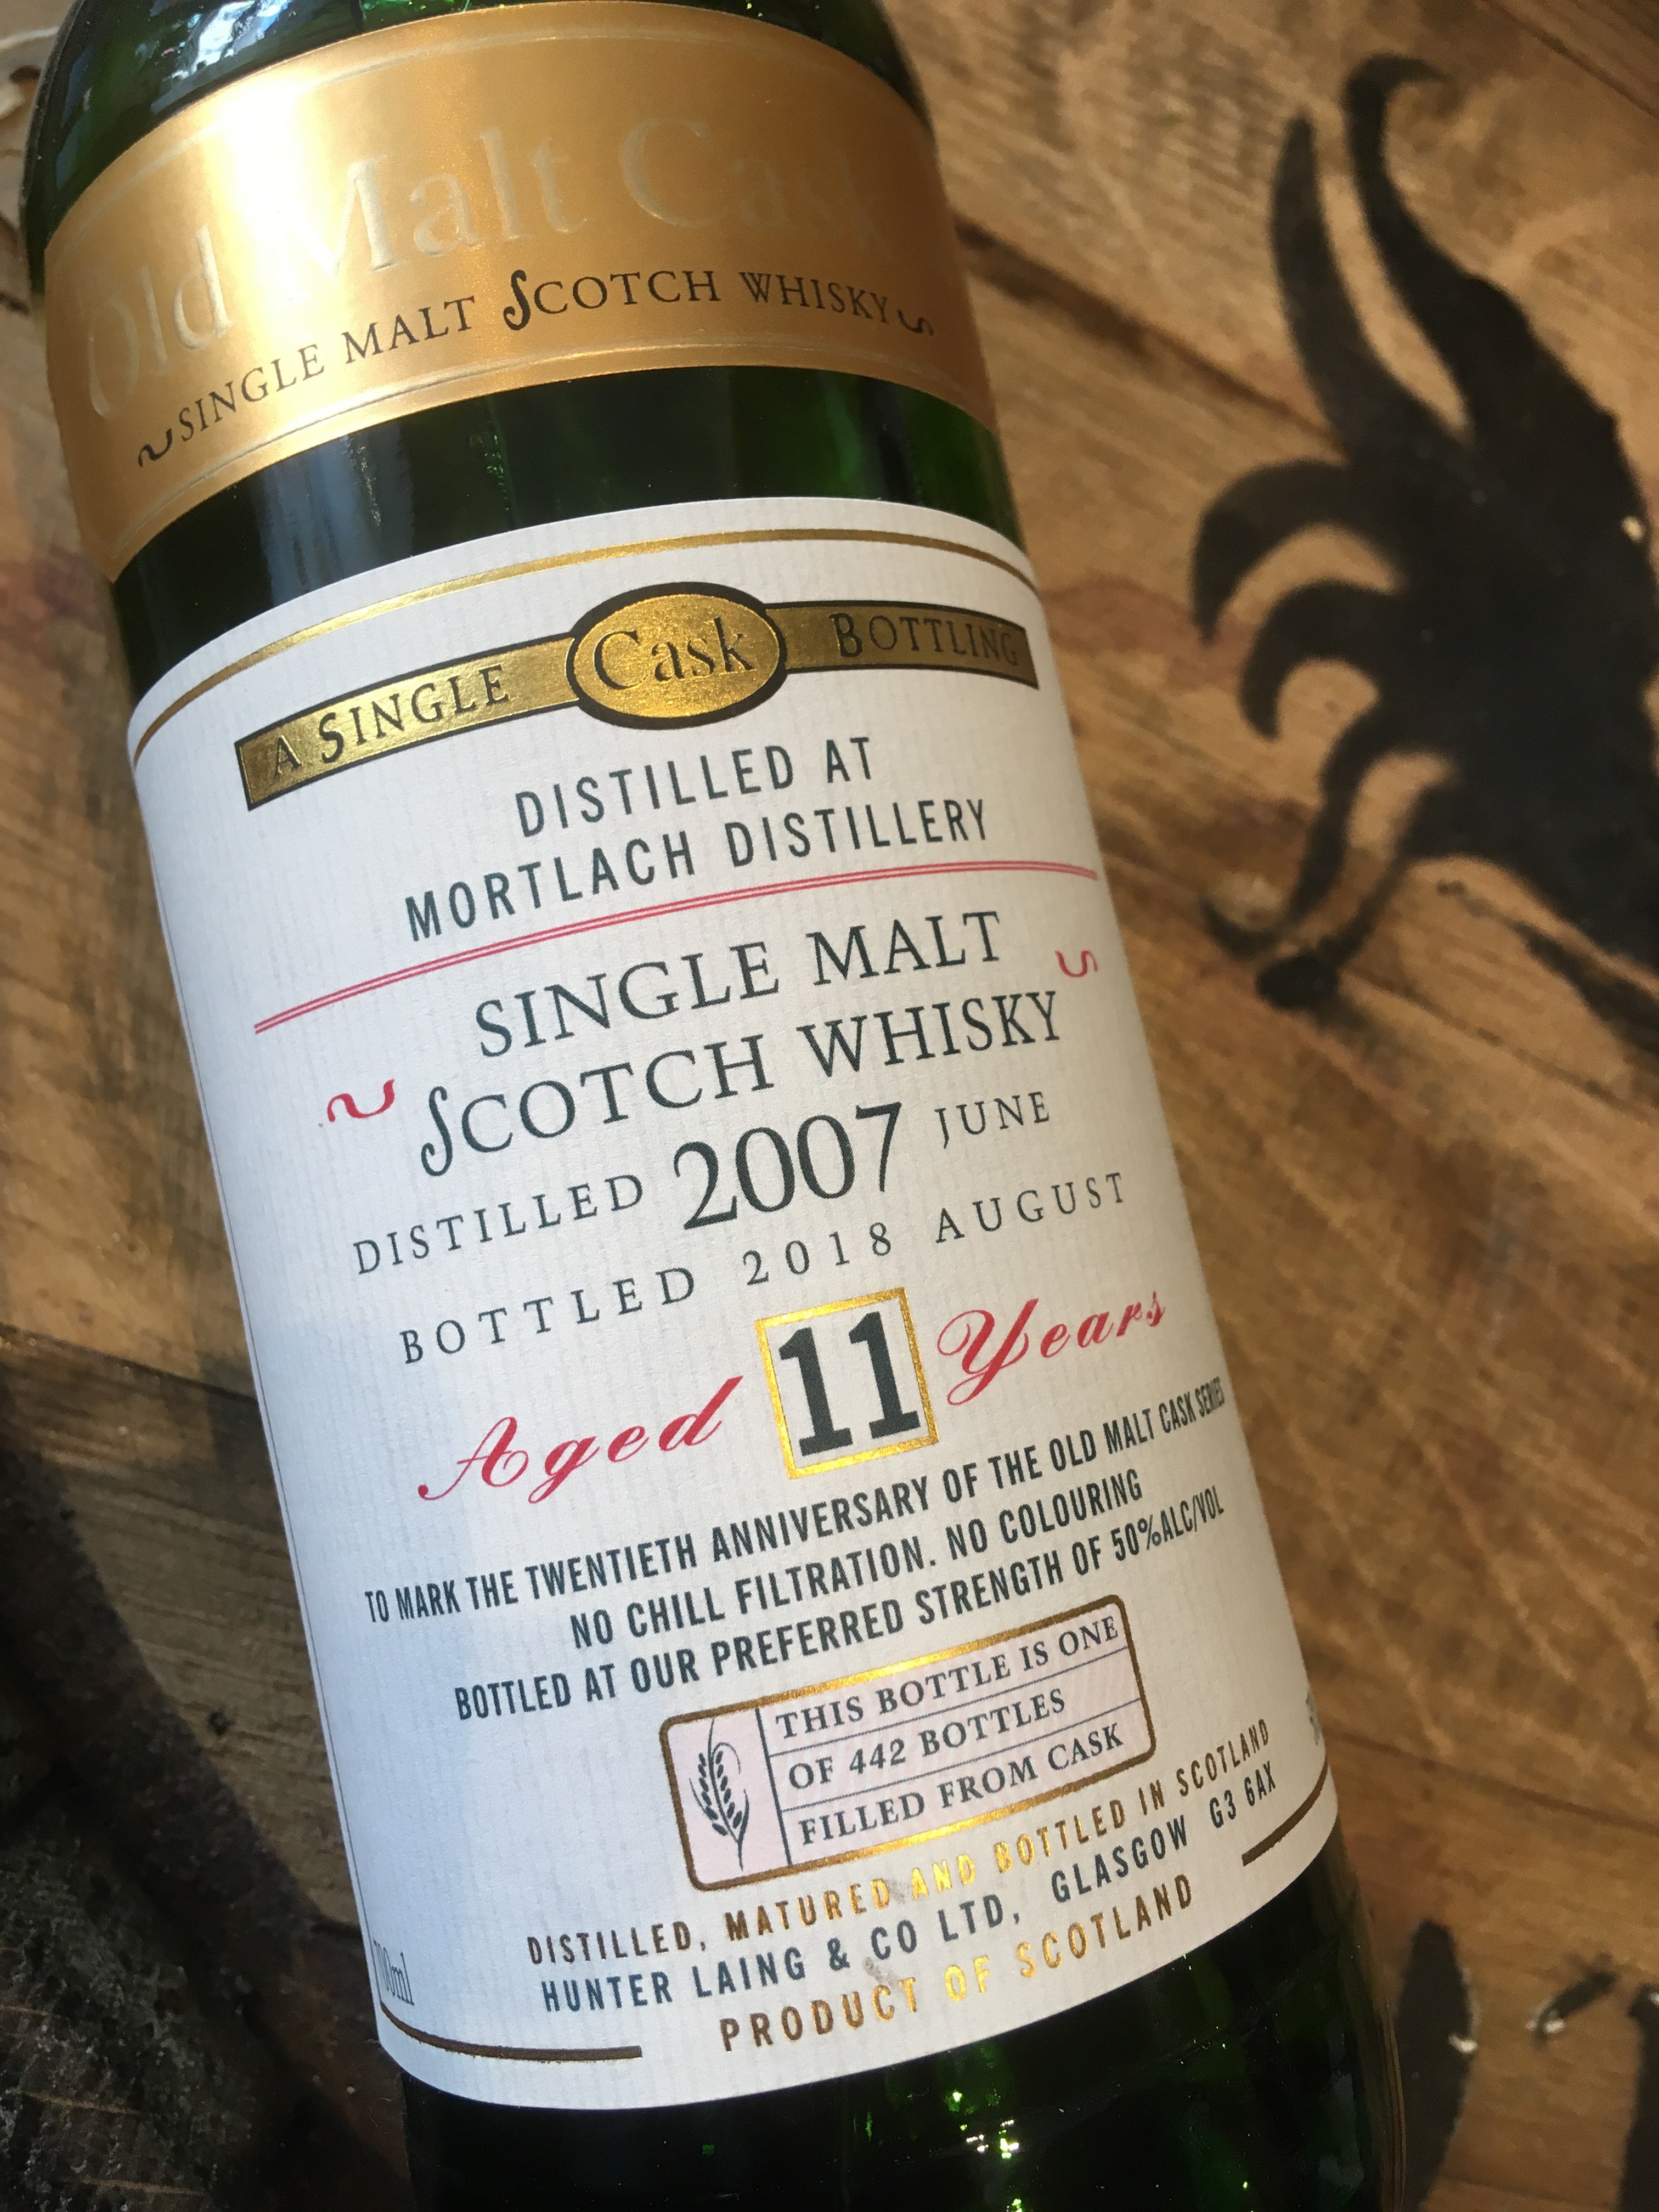 Old Malt Cask
SINGLE MALT SCOTCH WHISKY
A SINGLE Cask BOTTLING
DISTILLED AT
MORTLACH DISTILLERY
SINGLE MALT
SCOTCH WHISKY
DISTILLED 2007 JUNE
BOTTLED 2018 AUGUST
Aged 11 Years
TO MARK THE TWENTIETH ANNIVERSARY OF THE OLD MALT CASK SERIES
NO CHILL FILTRATION. NO COLOURING
BOTTLED AT OUR PREFERRED STRENGTH OF 50%ALC/VOL
THIS BOTTLE IS ONE
OF 442 BOTTLES
FILLED FROM CASK
DISTILLED, MATURED AND BOTTLED IN SCOTLAND
HUNTER LAING & CO LTD, GLASGOW G3 6AX
PRODUCT OF SCOTLAND
700ml